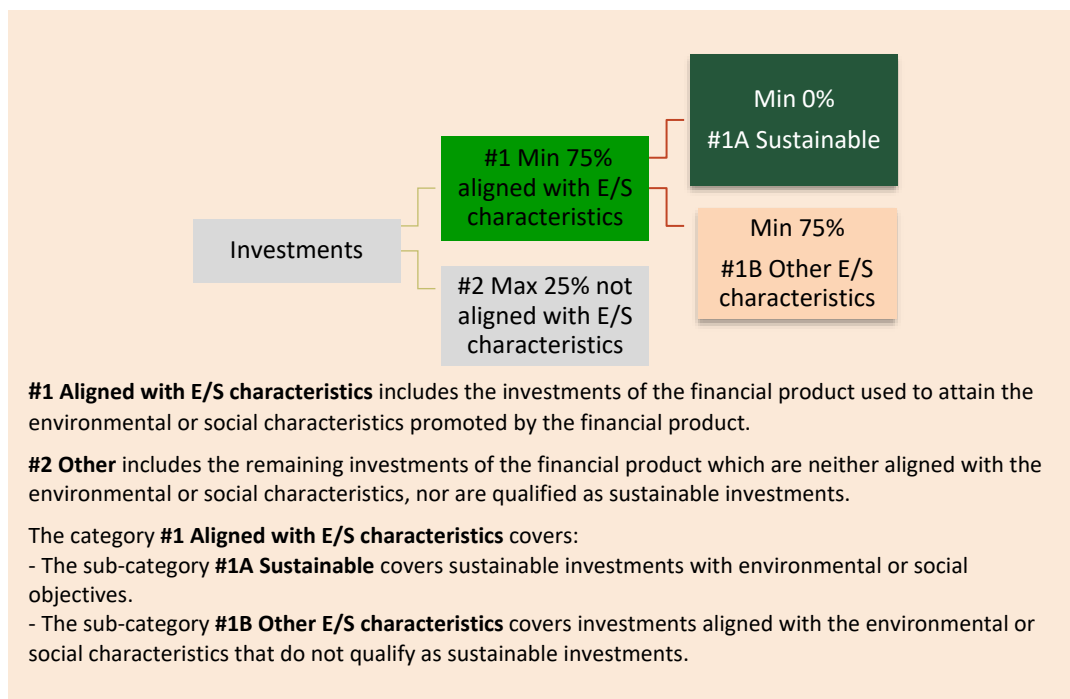 Min 0%
#1A Sustainable
#1 Min 75%
aligned with E/S
characteristics
Investments
Min 75%
#1B Other E/S
characteristics
#2 Max 25% not
aligned with E/S
characteristics
#1 Aligned with E/S characteristics includes the investments of the financial product used to attain the
environmental or social characteristics promoted by the financial product.
#2 Other includes the remaining investments of the financial product which are neither aligned with the
environmental or social characteristics, nor are qualified as sustainable investments.
The category #1 Aligned with E/S characteristics covers:
- The sub-category #1A Sustainable covers sustainable investments with environmental or social
objectives.
- The sub-category #1B Other E/S characteristics covers investments aligned with the environmental or
social characteristics that do not qualify as sustainable investments.